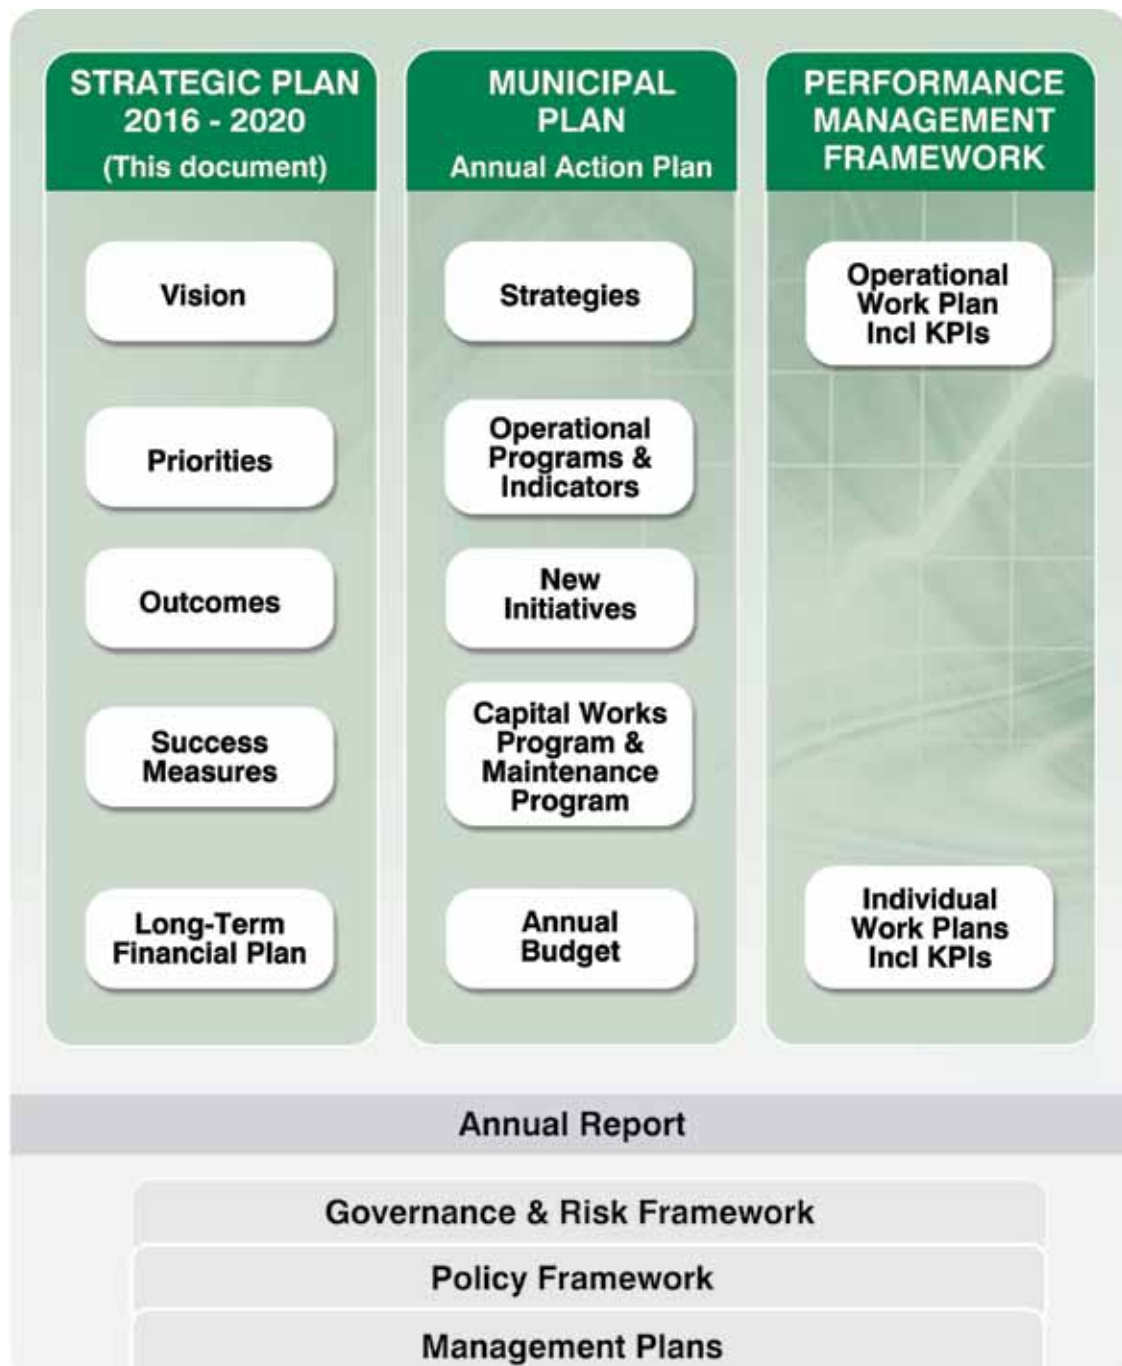 STRATEGIC PLAN
2016 - 2020
(This document)
Vision
Priorities
Outcomes
Success
Measures
Long-Term
Financial Plan
MUNICIPAL
PLAN
Annual Action Plan
Strategies
Operational
Programs &
Indicators
New
Initiatives
Capital Works
Program &
Maintenance
Program
Annual
Budget
PERFORMANCE
MANAGEMENT
FRAMEWORK
Operational
Work Plan
Incl KPIs
Individual
Work Plans
Incl KPIs
Annual Report
Governance & Risk Framework
Policy Framework
Management Plans